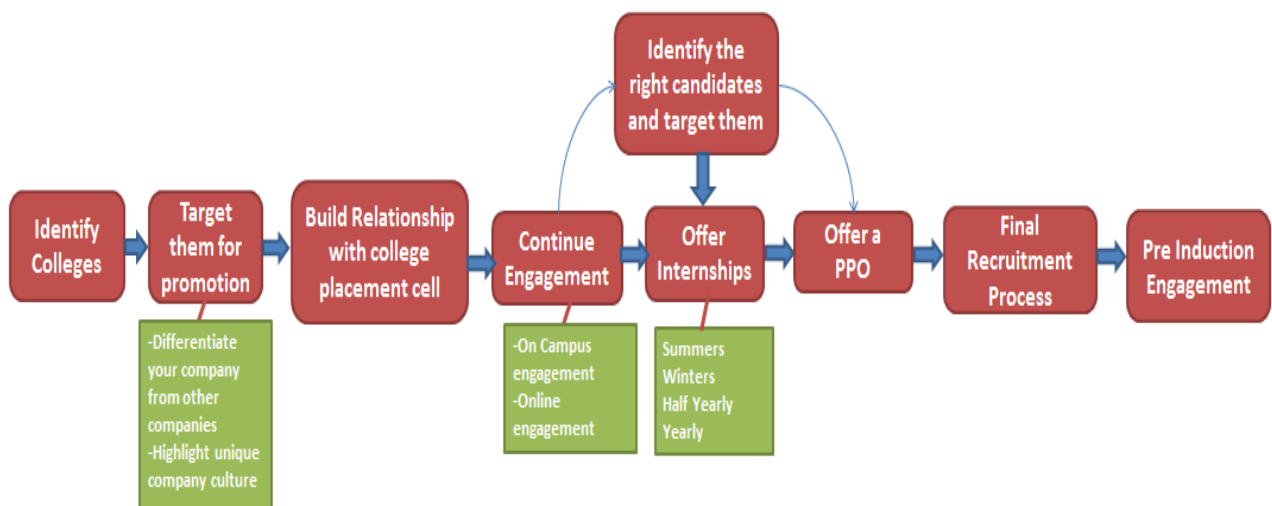 Identify the
right candidates
and target them
Identify
Colleges
Target
them for
promotion
Build Relationship
with college
placement cell
Continue
Engagement
Offer
Internships
Offer a
PPO
Final
Recruitment
Process
Pre Induction
Engagement
-Differentiate
your company
from other
companies
-Highlight unique
company culture
-On Campus
engagement
-Online
engagement
Summers
Winters
Half Yearly
Yearly